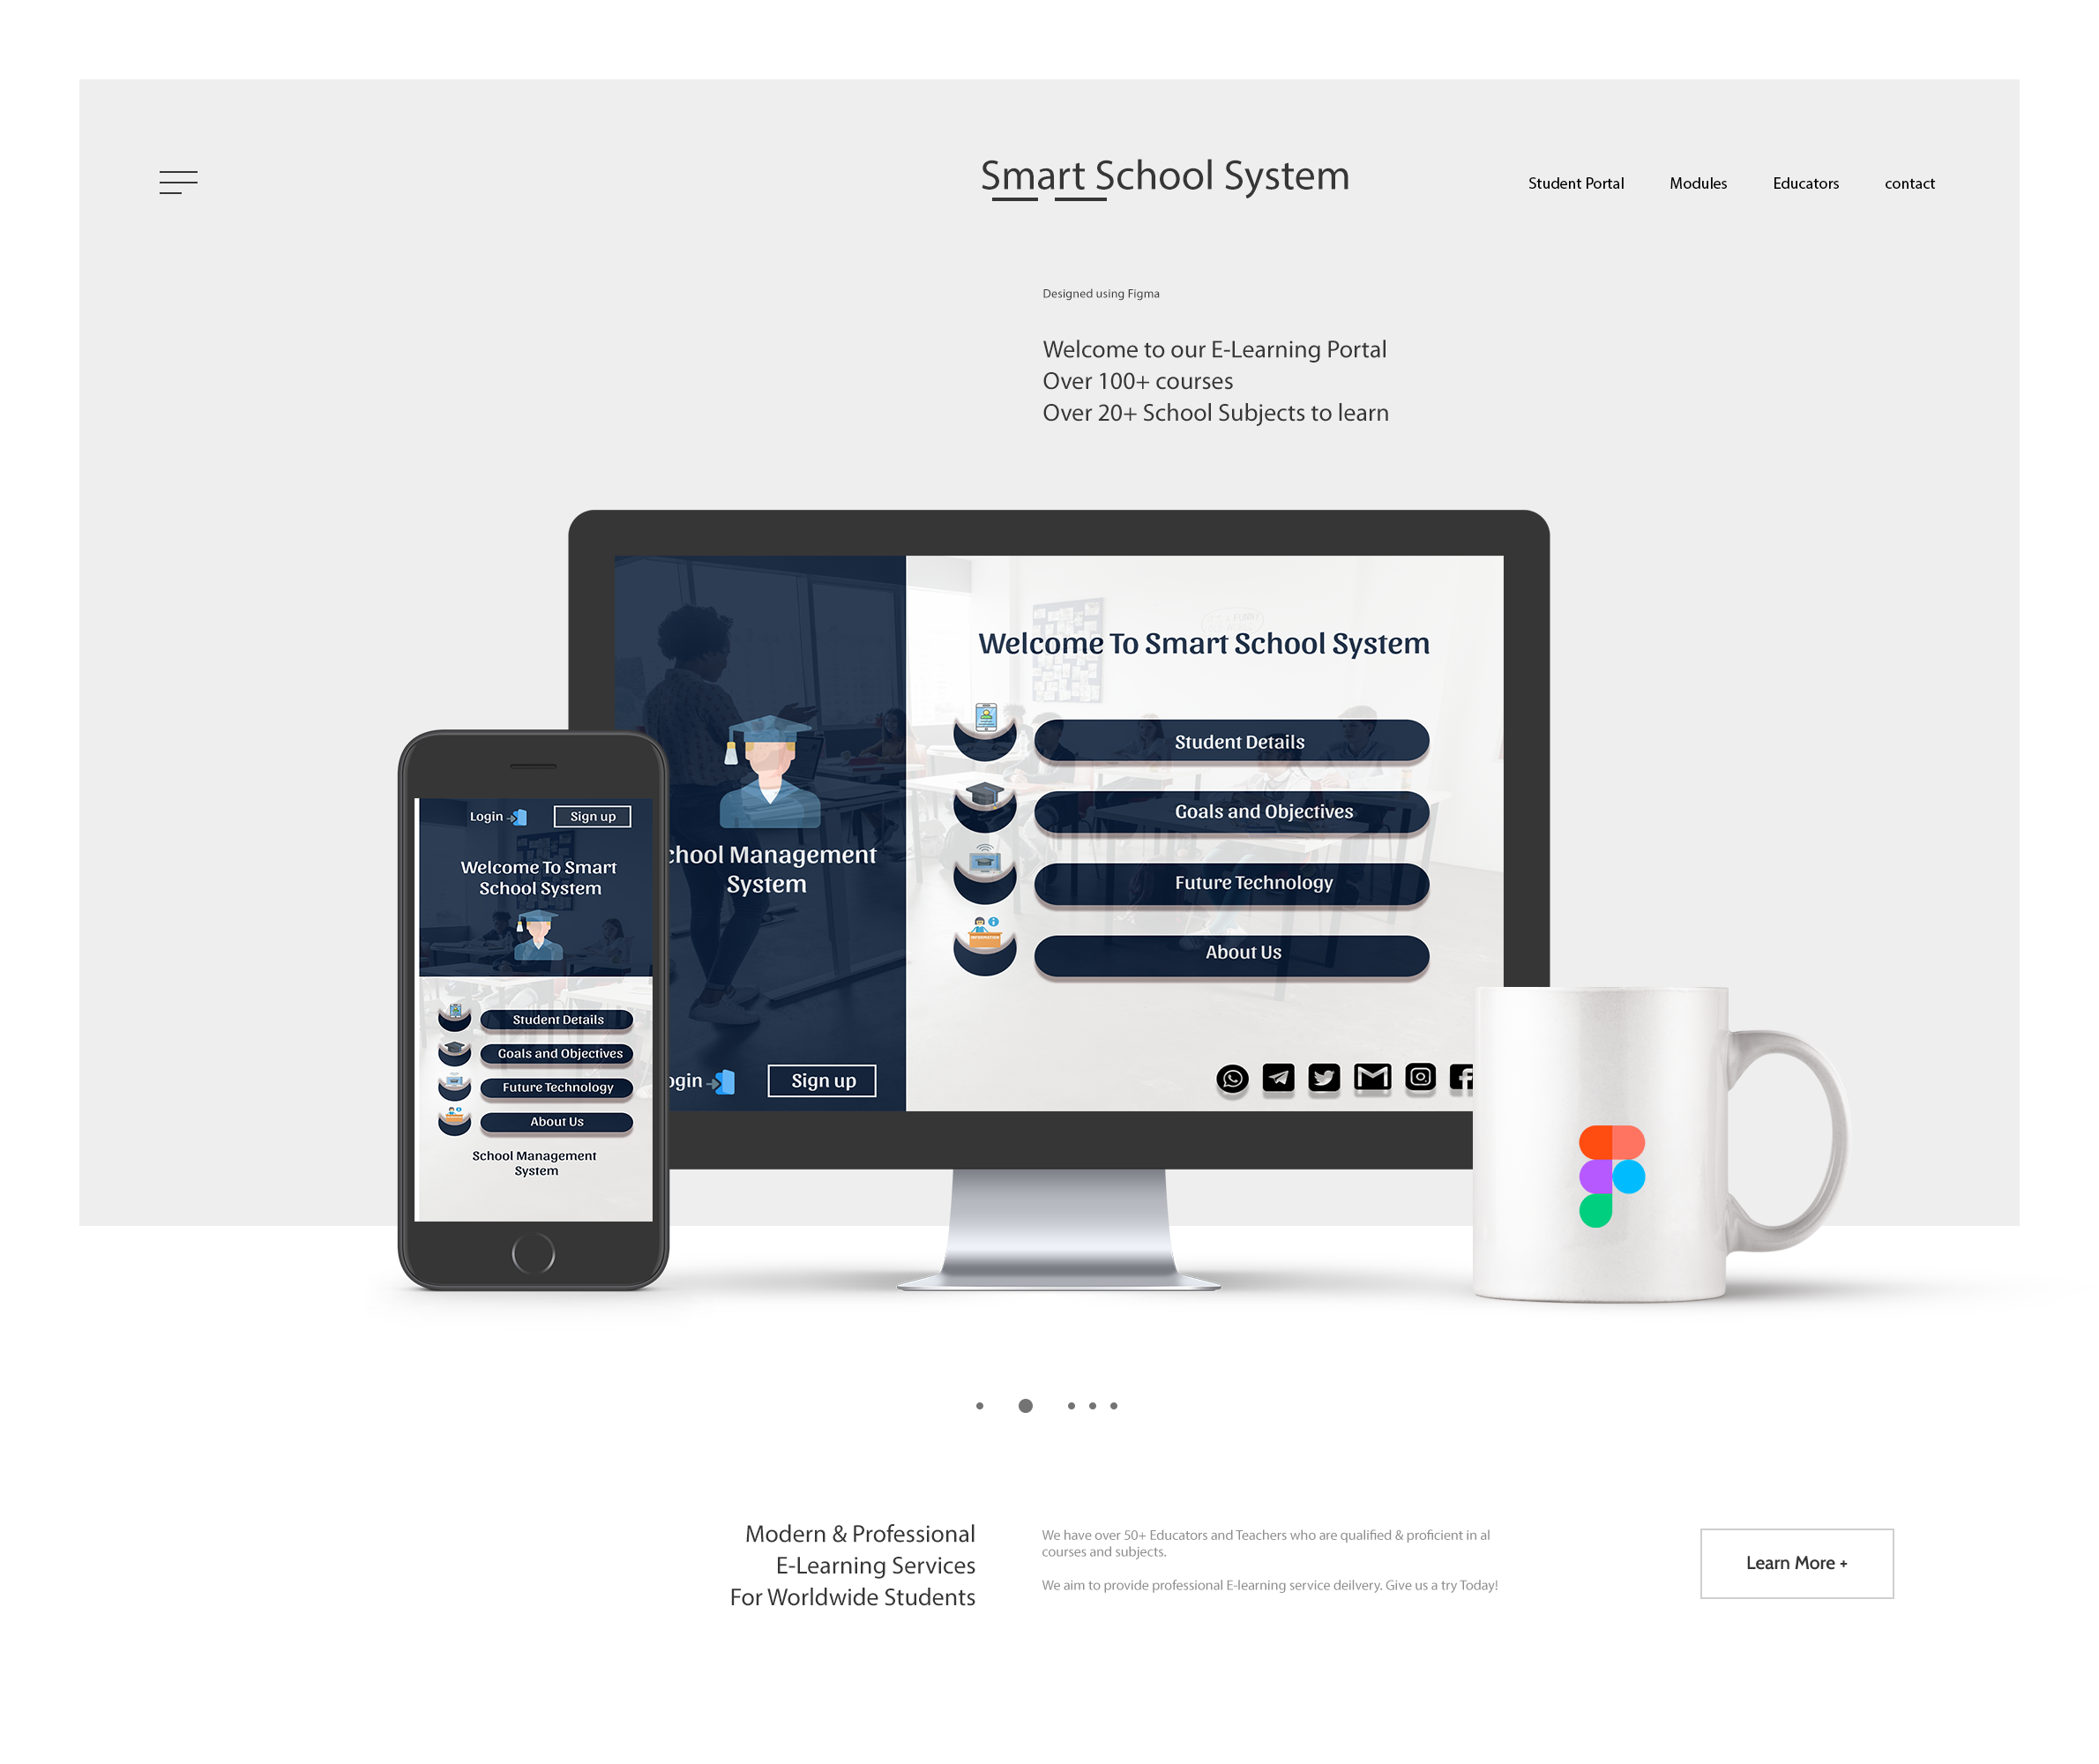 Smart School System
Student Portal
Modules
Educators
contact
Designed using Figma
Welcome to our E-Learning Portal
Over 100+ courses
Over 20+ School Subjects to learn
Welcome To Smart School System
Student Details
Goals and Objectives
Future Technology
About Us
chool Management
System
ogin
Sign up
Login
Sign up
Welcome To Smart
School System
Student Details
Goals and Objectives
Future Technology
About Us
School Management
System
Modern & Professional
E-Learning Services
For Worldwide Students
We have over 50+ Educators and Teachers who are qualified & proficient in al
courses and subjects.
We aim to provide professional E-learning service deilvery. Give us a try Today!
Learn More +